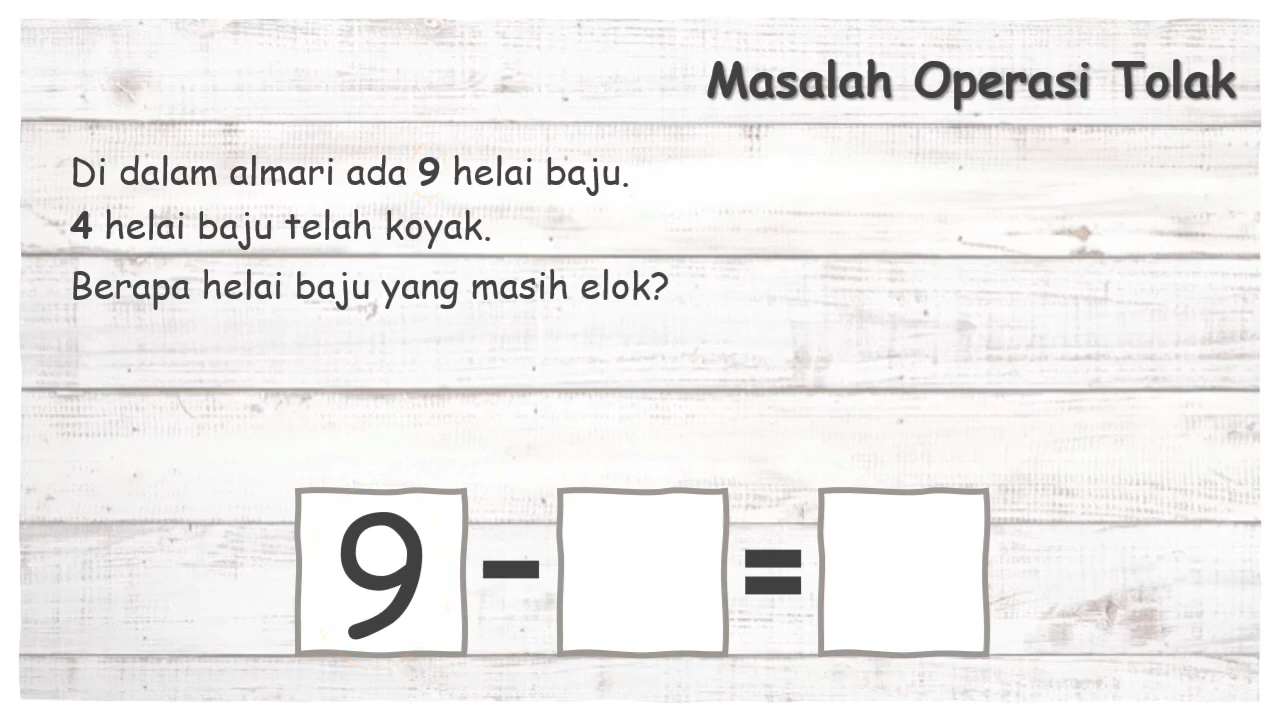 Masalah Operasi Tolak
Di dalam almari ada 9 helai baju.
4 helai baju telah koyak.
Berapa helai baju yang masih elok?
9 - =